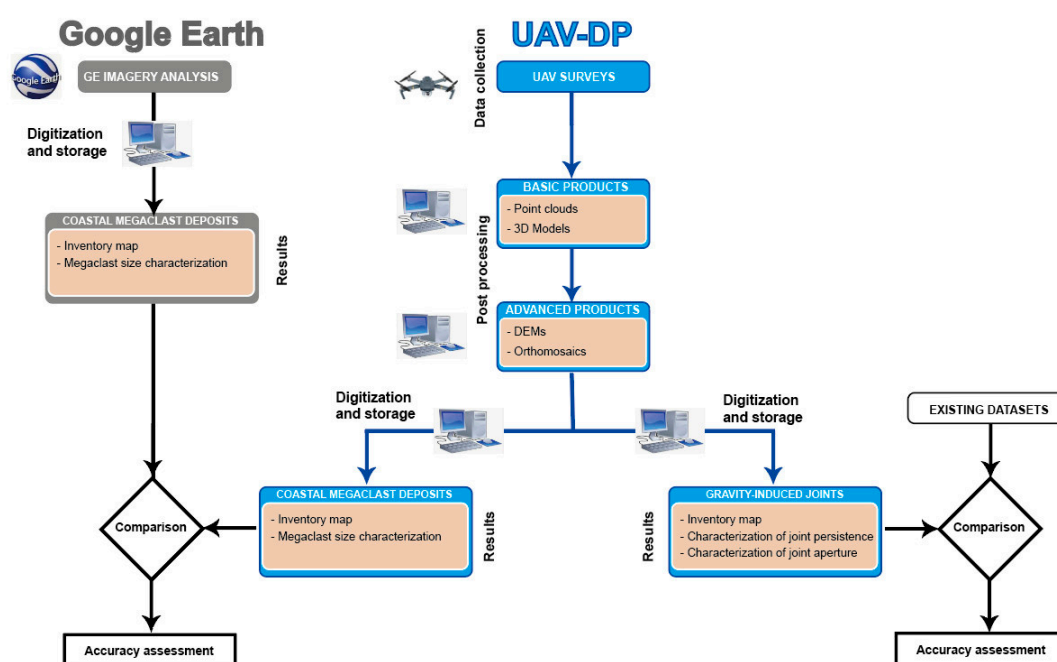 Google Earth
UAV-DP
Google Earth
GE IMAGERY ANALYSIS
Data collection
UAV SURVEYS
Digitization
and storage
COASTAL MEGACLAST DEPOSITS
- Inventory map
- Megaclast size characterization
Results
BASIC PRODUCTS
- Point clouds
- 3D Models
Post processing
ADVANCED PRODUCTS
- DEMs
- Orthomosaics
Digitization
and storage
Digitization
and storage
EXISTING DATASETS
COASTAL MEGACLAST DEPOSITS
- Inventory map
- Megaclast size characterization
Results
Results
GRAVITY-INDUCED JOINTS
- Inventory map
- Characterization of joint persistence
- Characterization of joint aperture
Comparison
Comparison
Accuracy assessment
Accuracy assessment